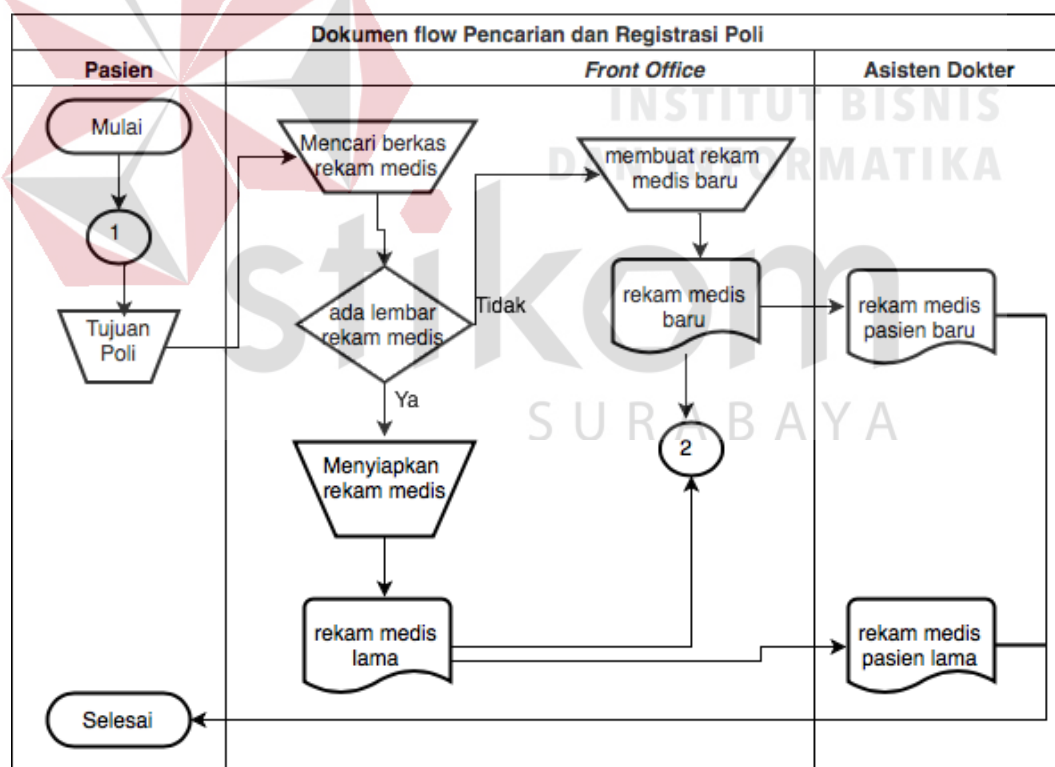 Dokumen flow Pencarian dan Registrasi Poli
Pasien
Front Office
Asisten Dokter
INSTITUT BISNIS
DAN INFORMATIKA
stikom
SURABAYA
Mulai
1
Tujuan
Poli
Mencari berkas
rekam medis
ada lembar
rekam medis
Tidak
Ya
membuat rekam
medis baru
rekam medis
baru
2
rekam medis
pasien baru
Menyiapkan
rekam medis
rekam medis
lama
rekam medis
pasien lama
Selesai